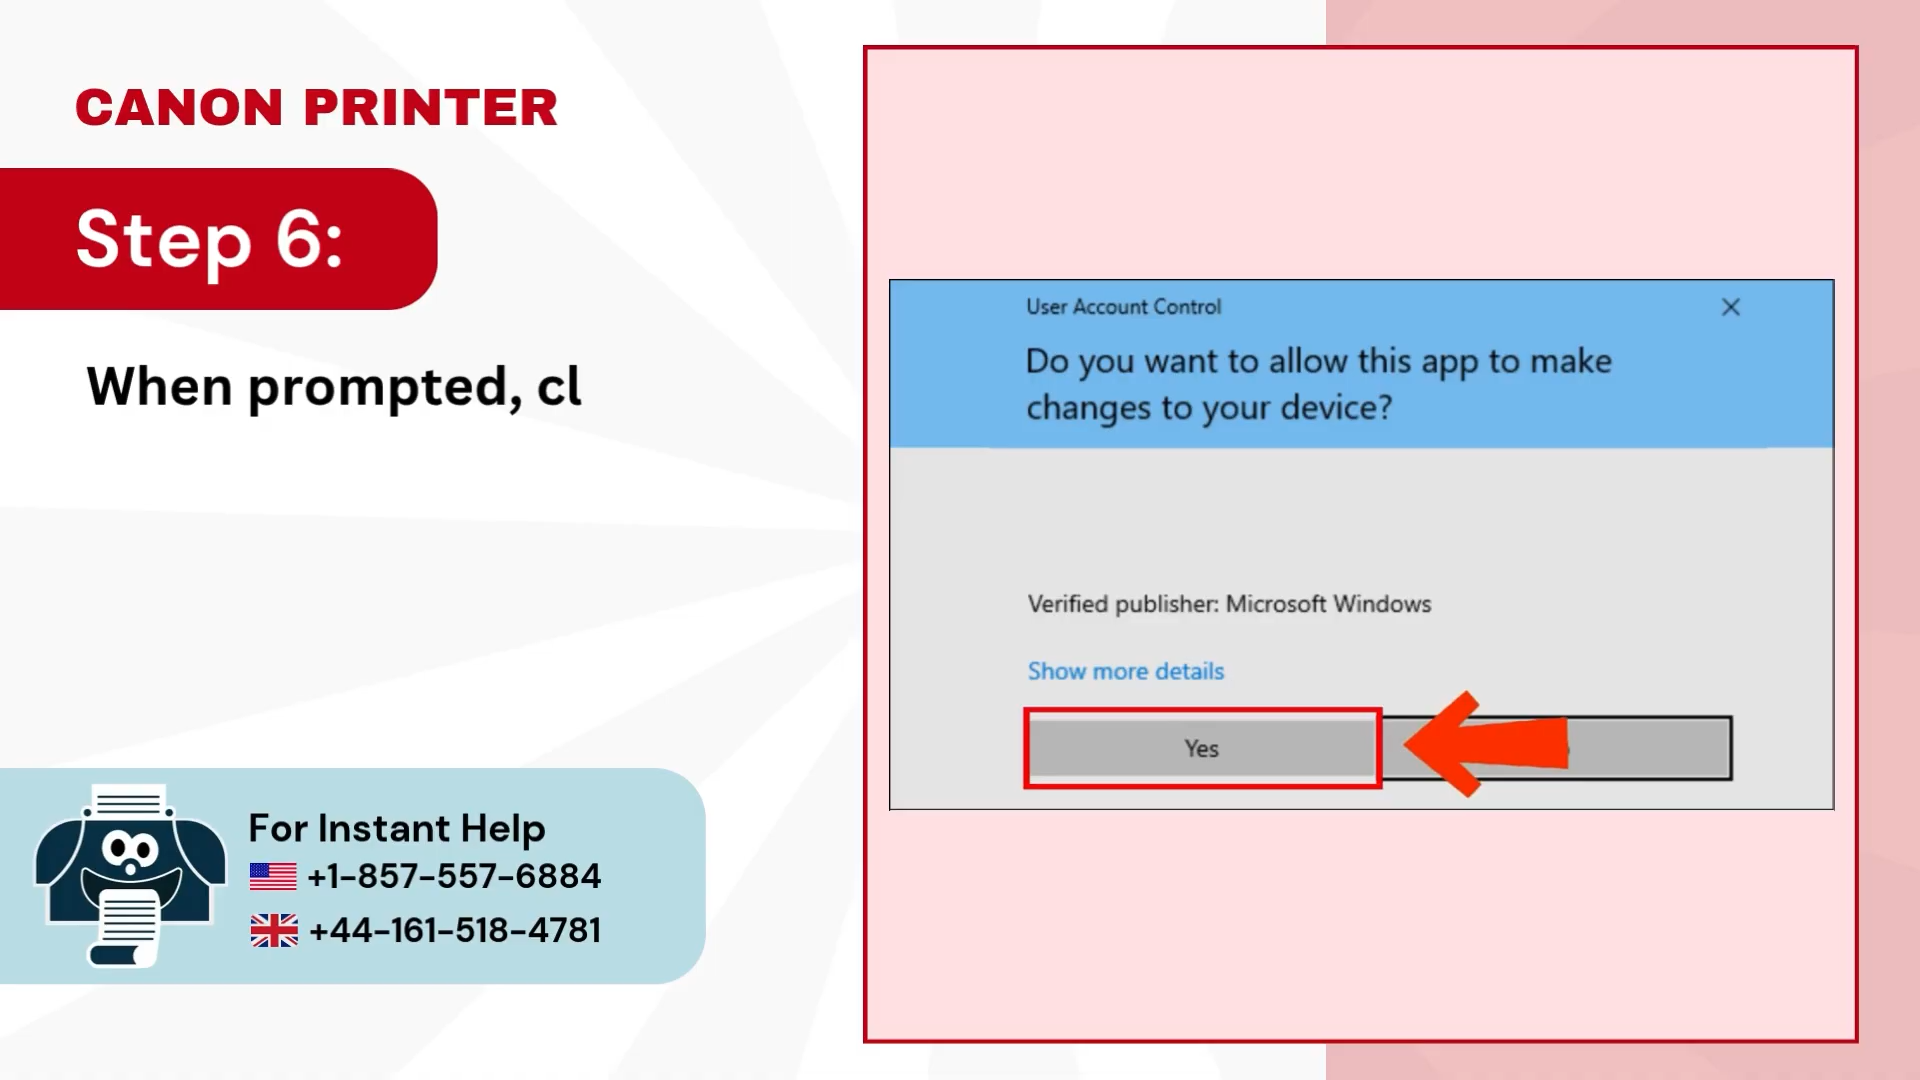 CANON PRINTER
Step 6:
When prompted, cl
For Instant Help
+1-857-557-6884
+44-161-518-4781
User Account Control
Do you want to allow this app to make
changes to your device?
Verified publisher: Microsoft Windows
Show more details
Yes